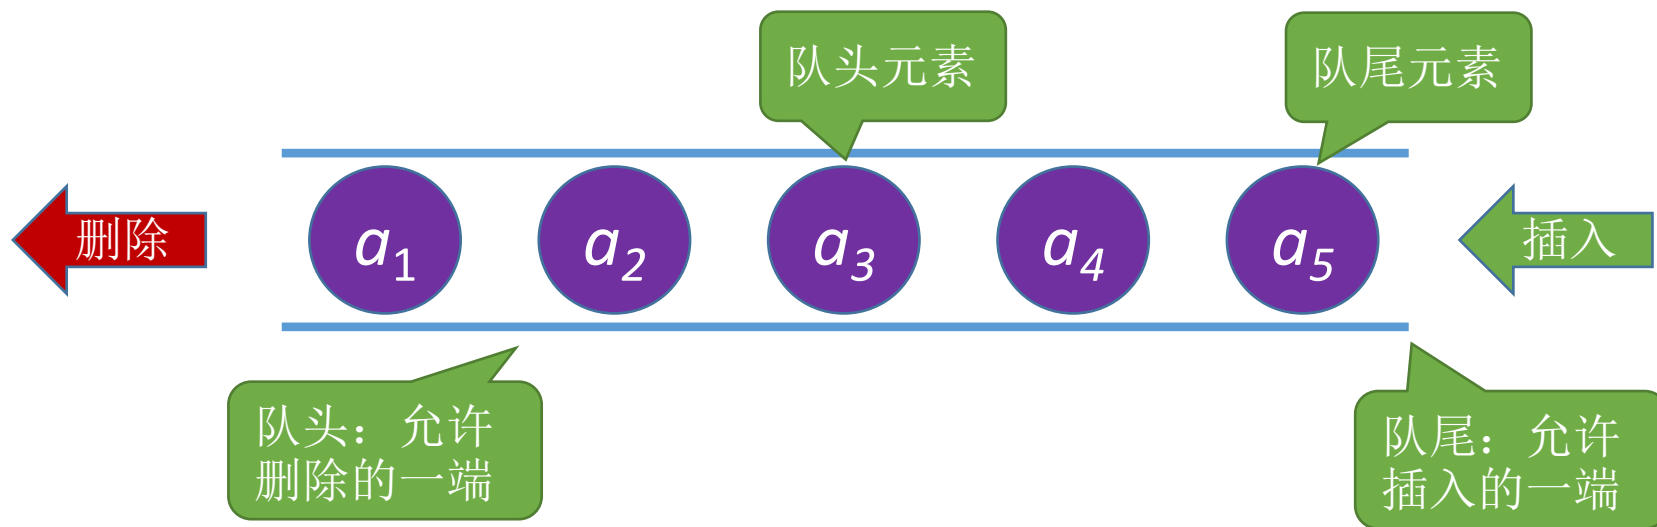 队头元素
队尾元素
删除
a1
a2
a3
a4
a5
插入
队头：允许
删除的一端
队尾：允许
插入的一端